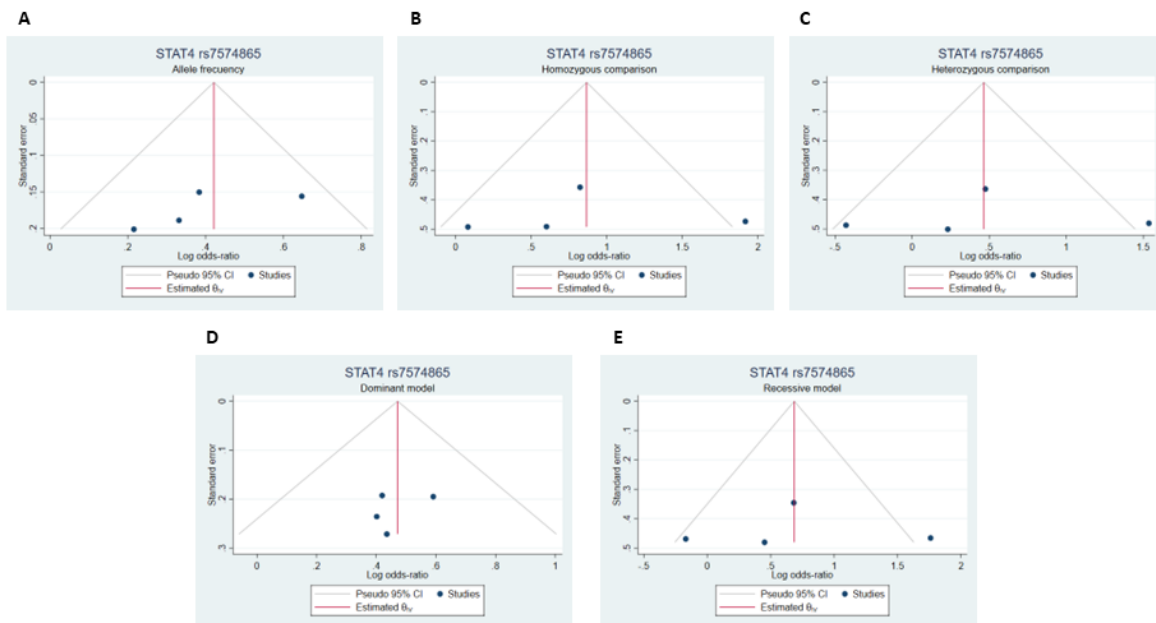 A
STAT4 rs7574865
Allele frecuency
0
.05
.1
.15
.2
Standard error
0
.2
.4
.6
.8
Log odds-ratio
Pseudo 95% CI
Studies
Estimated θIV
B
STAT4 rs7574865
Homozygous comparison
0
.1
.2
.3
.4
.5
Standard error
0
.5
1
1.5
2
Log odds-ratio
Pseudo 95% CI
Studies
Estimated θIV
C
STAT4 rs7574865
Heterozygous comparison
0
.1
.2
.3
.4
.5
Standard error
-.5
0
.5
1
1.5
Log odds-ratio
Pseudo 95% CI
Studies
Estimated θIV
D
STAT4 rs7574865
Dominant model
0
.1
.2
.3
Standard error
0
.2
.4
.6
.8
1
Log odds-ratio
Pseudo 95% CI
Studies
Estimated θIV
E
STAT4 rs7574865
Recessive model
0
.1
.2
.3
.4
.5
Standard error
-.5
0
.5
1
1.5
2
Log odds-ratio
Pseudo 95% CI
Studies
Estimated θIV